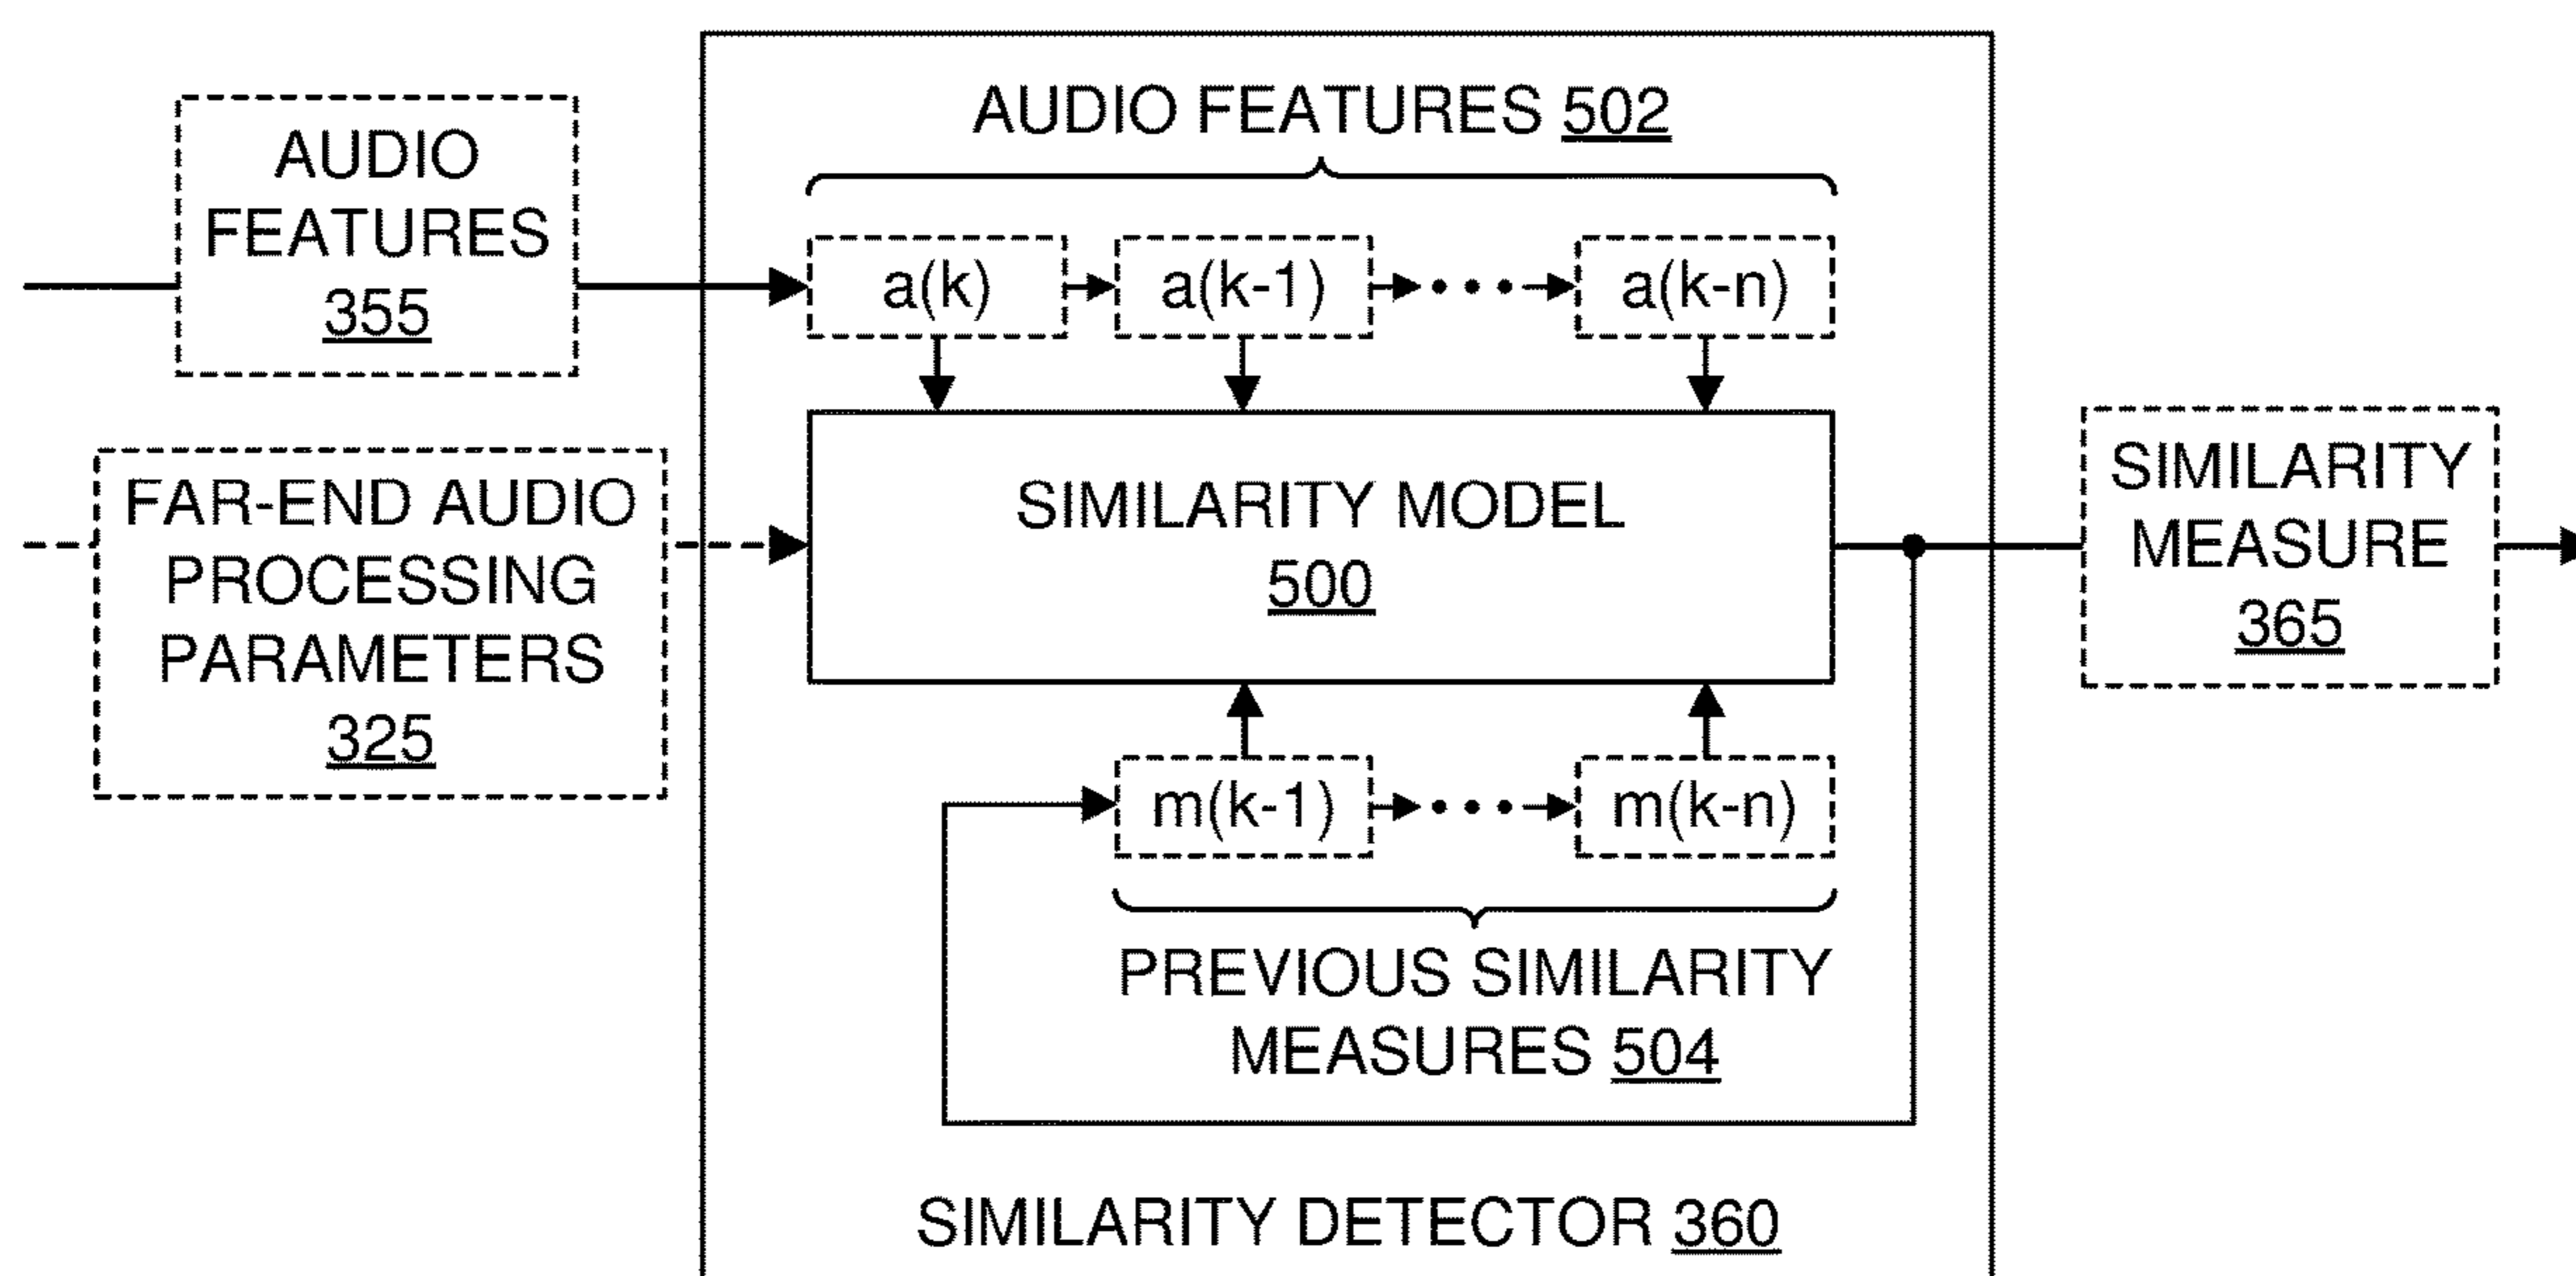 AUDIO FEATURES 502
AUDIO
FEATURES
355
a(k)
a(k-1)
• • •
a(k-n)
FAR-END AUDIO
PROCESSING
PARAMETERS
325
SIMILARITY MODEL
500
SIMILARITY
MEASURE
365
m(k-1)
• • •
m(k-n)
PREVIOUS SIMILARITY
MEASURES 504
SIMILARITY DETECTOR 360